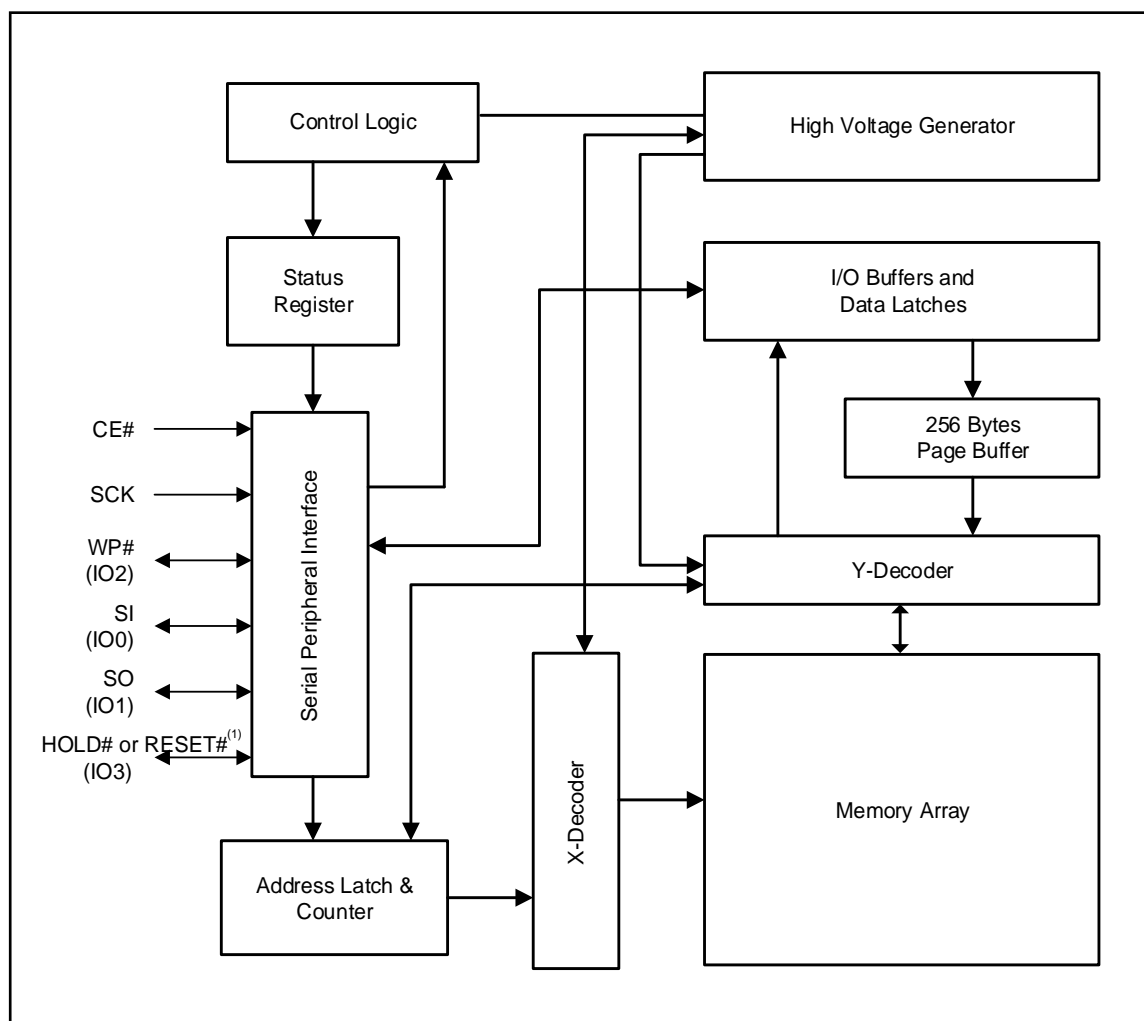 Control Logic
High Voltage Generator
Status
Register
I/O Buffers and
Data Latches
256 Bytes
Page Buffer
CE#
SCK
WP#
(IO2)
SI
(IO0)
SO
(IO1)
HOLD# or RESET#(1)
(IO3)
Serial Peripheral Interface
Y-Decoder
X-Decoder
Memory Array
Address Latch &
Counter